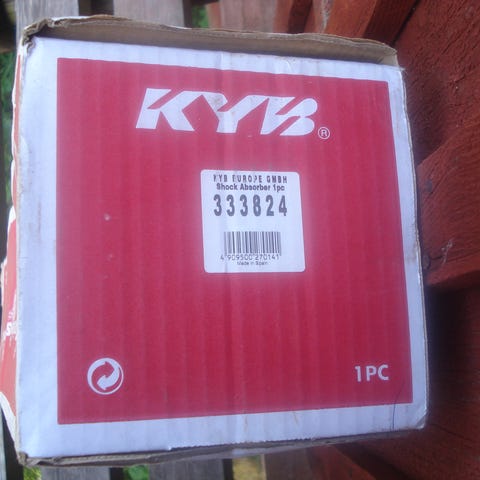 KYB®
KYB EUROPE GMBH
Shock Absorber 1pc
333824
4909500270141
Made in Spain
1PC